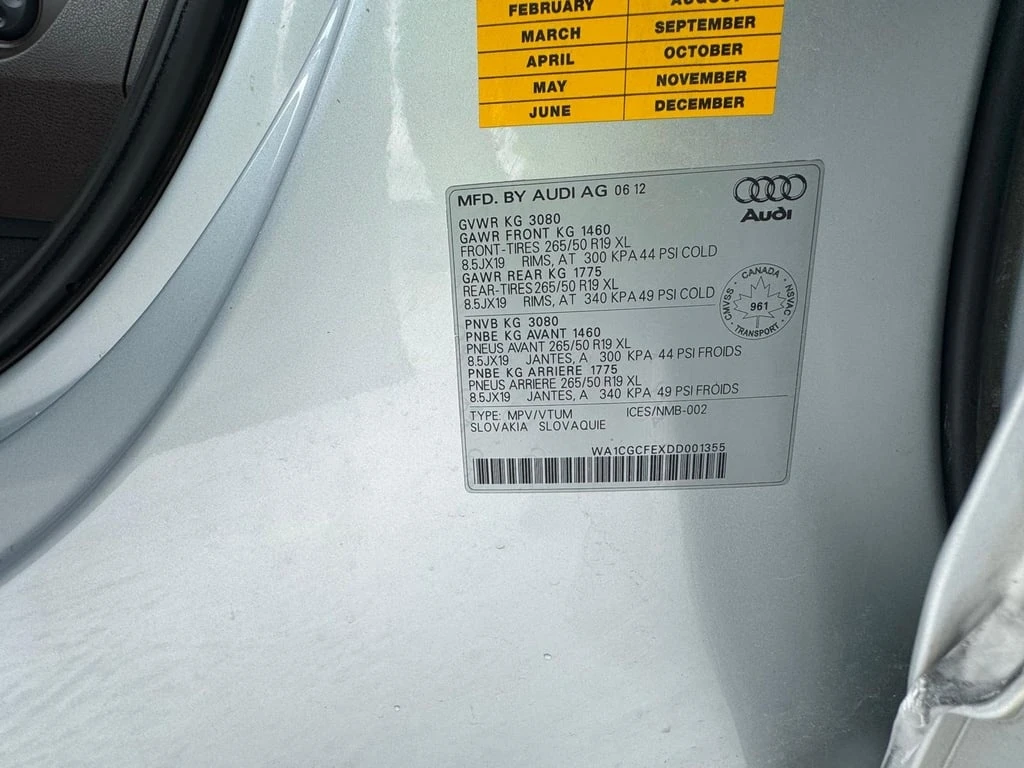 FEBRUARY AUGUST
MARCH SEPTEMBER
APRIL OCTOBER
MAY NOVEMBER
JUNE DECEMBER
MFD. BY AUDI AG 06 12
Audi
GVWR KG 3080
GAWR FRONT KG 1460
FRONT-TIRES 265/50 R19 XL
8.5JX19 RIMS, AT 300 KPA 44 PSI COLD
GAWR REAR KG 1775
REAR-TIRES 265/50 R19 XL
8.5JX19 RIMS, AT 340 KPA 49 PSI COLD
CANADA
CMVSS NSVAC
961
TRANSPORT
PNVB KG 3080
PNBE KG AVANT 1460
PNEUS AVANT 265/50 R19 XL
8.5JX19 JANTES, A 300 KPA 44 PSI FROIDS
PNBE KG ARRIERE 1775
PNEUS ARRIERE 265/50 R19 XL
8.5JX19 JANTES, A 340 KPA 49 PSI FROIDS
TYPE: MPV/VTUM ICES/NMB-002
SLOVAKIA SLOVAQUIE
WA1CGCFEXDD001355